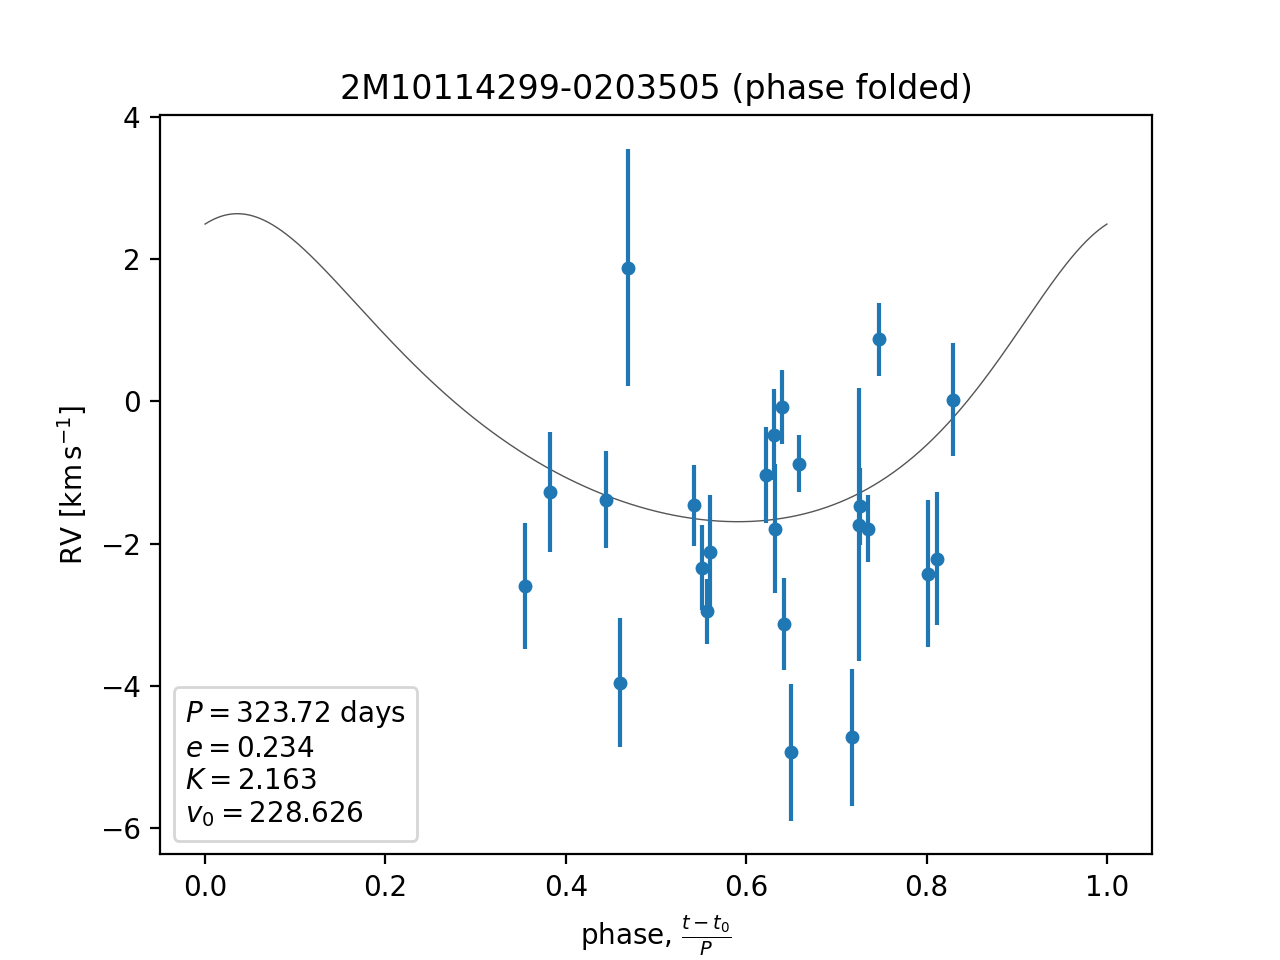 2M10114299-0203505 (phase folded)
4
2
0
−2
−4
−6
RV [km s⁻¹]
P = 323.72 days
e = 0.234
K = 2.163
v₀ = 228.626
0.0 0.2 0.4 0.6 0.8 1.0
phase, (t − t₀)/P